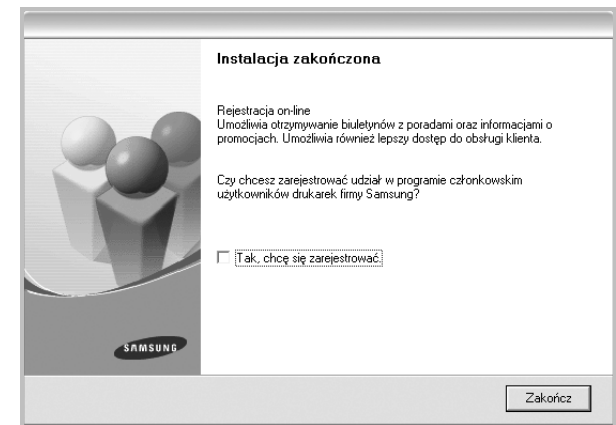 Instalacja zakończona
Rejestracja on-line
Umożliwia otrzymywanie biuletynów z poradami oraz informacjami o
promocjach. Umożliwia również lepszy dostęp do obsługi klienta.
Czy chcesz zarejestrować udział w programie członkowskim
użytkowników drukarek firmy Samsung?
Tak, chcę się zarejestrować.
SAMSUNG
Zakończ